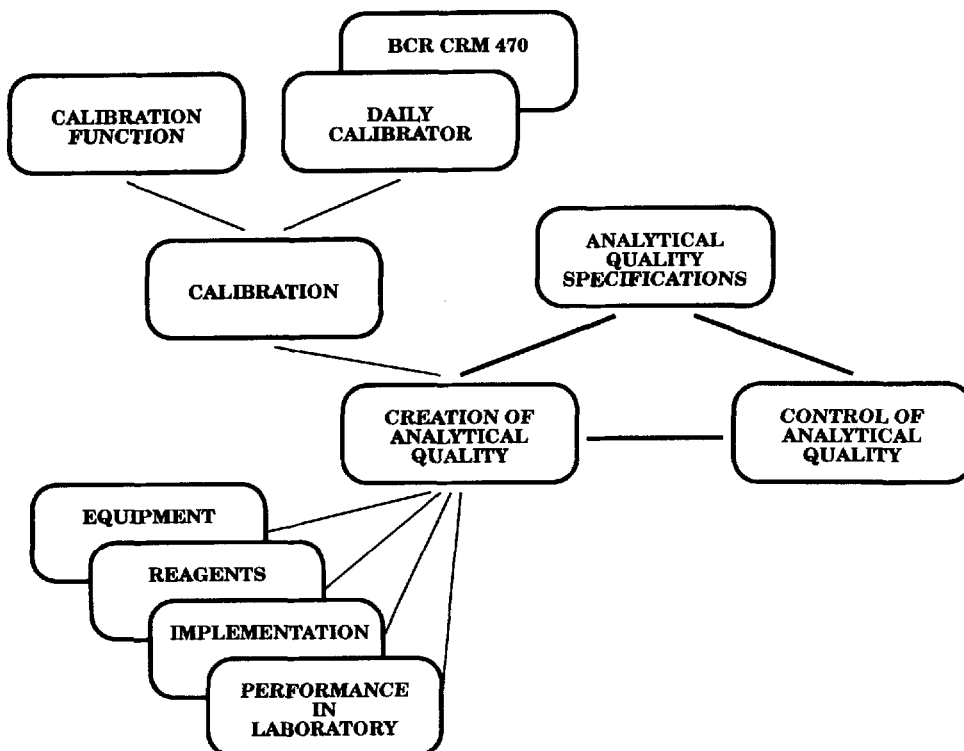 BCR CRM 470
CALIBRATION
FUNCTION
DAILY
CALIBRATOR
ANALYTICAL
QUALITY
SPECIFICATIONS
CALIBRATION
CREATION OF
ANALYTICAL
QUALITY
CONTROL OF
ANALYTICAL
QUALITY
EQUIPMENT
REAGENTS
IMPLEMENTATION
PERFORMANCE
IN
LABORATORY